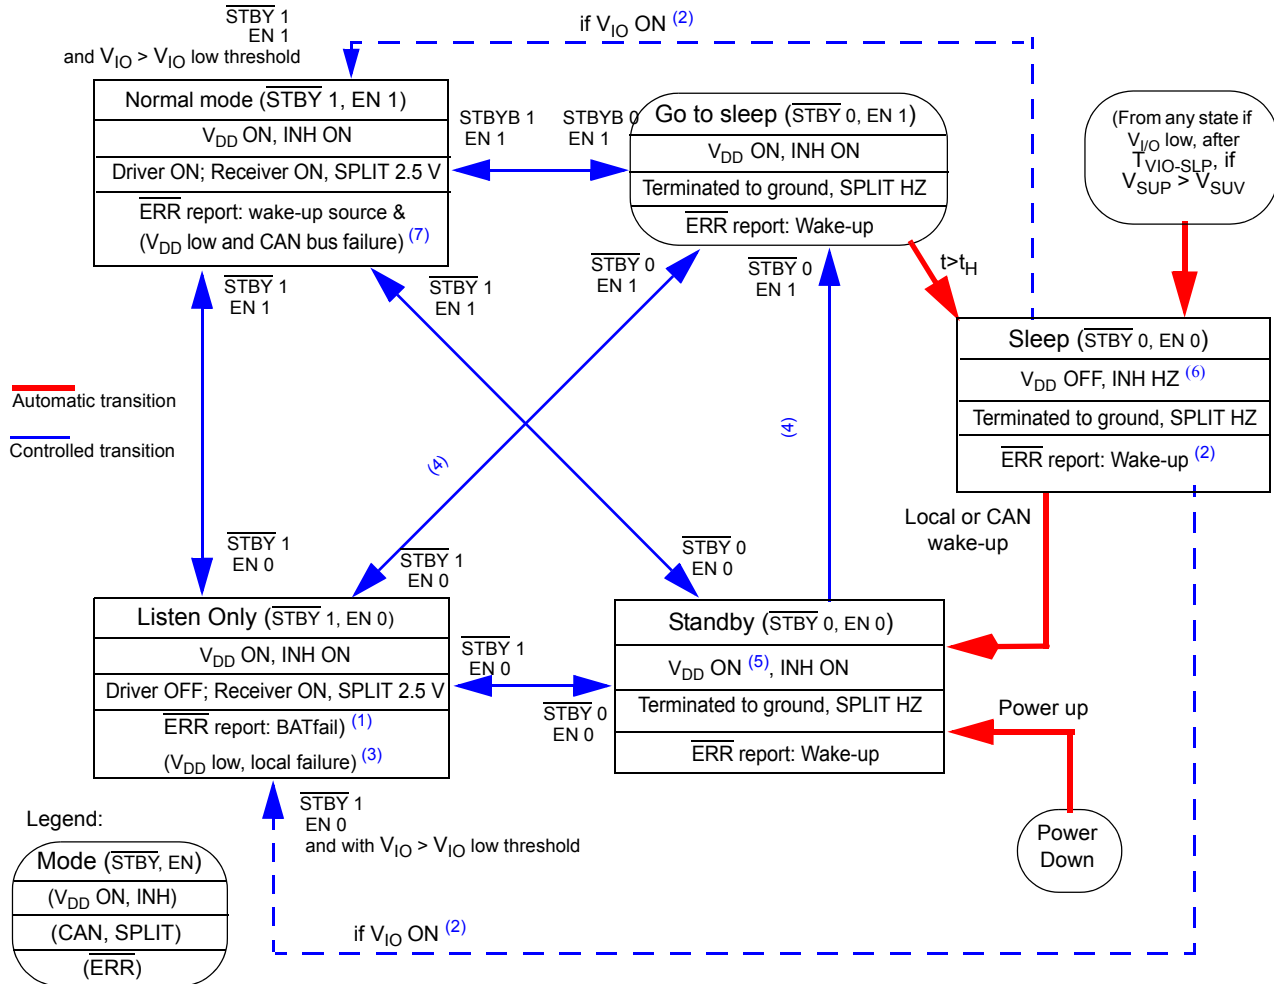 STBY 1
EN 1
and VIO > VIO low threshold
if VIO ON (2)
Normal mode (STBY 1, EN 1)
VDD ON, INH ON
Driver ON; Receiver ON, SPLIT 2.5 V
ERR report: wake-up source &
(VDD low and CAN bus failure) (7)
STBYB 1
EN 1
STBYB 0
EN 1
Go to sleep (STBY 0, EN 1)
VDD ON, INH ON
Terminated to ground, SPLIT HZ
ERR report: Wake-up
(From any state if
VI/O low, after
TVIO-SLP, if
VSUP > VSUV
STBY 1
EN 1
STBY 1
EN 1
STBY 0
EN 1
STBY 0
EN 1
t>tH
Sleep (STBY 0, EN 0)
VDD OFF, INH HZ (6)
Terminated to ground, SPLIT HZ
ERR report: Wake-up (2)
Automatic transition
Controlled transition
(4)
(4)
Local or CAN
wake-up
STBY 1
EN 0
STBY 1
EN 0
STBY 0
EN 0
Listen Only (STBY 1, EN 0)
VDD ON, INH ON
Driver OFF; Receiver ON, SPLIT 2.5 V
ERR report: BATfail) (1)
(VDD low, local failure) (3)
STBY 1
EN 0
STBY 0
EN 0
Standby (STBY 0, EN 0)
VDD ON (5), INH ON
Terminated to ground, SPLIT HZ
ERR report: Wake-up
Power up
Power
Down
STBY 1
EN 0
and with VIO > VIO low threshold
if VIO ON (2)
Legend:
Mode (STBY, EN)
(VDD ON, INH)
(CAN, SPLIT)
(ERR)